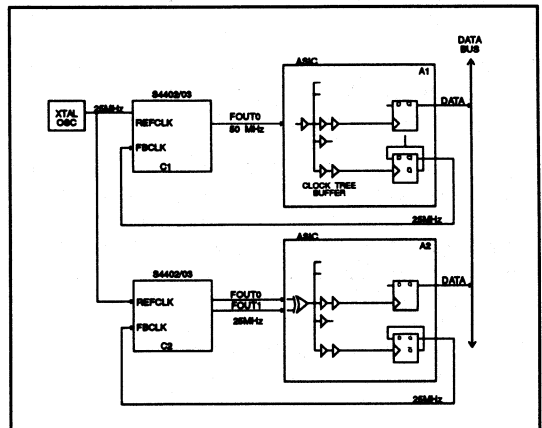 DATA
BUS
ASIC
A1
S4402/03
XTAL
OSC
25MHz
REFCLK
FOUT0
50 MHz
DATA
FBCLK
C1
CLOCK TREE
BUFFER
25MHz
ASIC
A2
S4402/03
REFCLK
FOUT0
FOUT1
25MHz
DATA
FBCLK
C2
25MHz